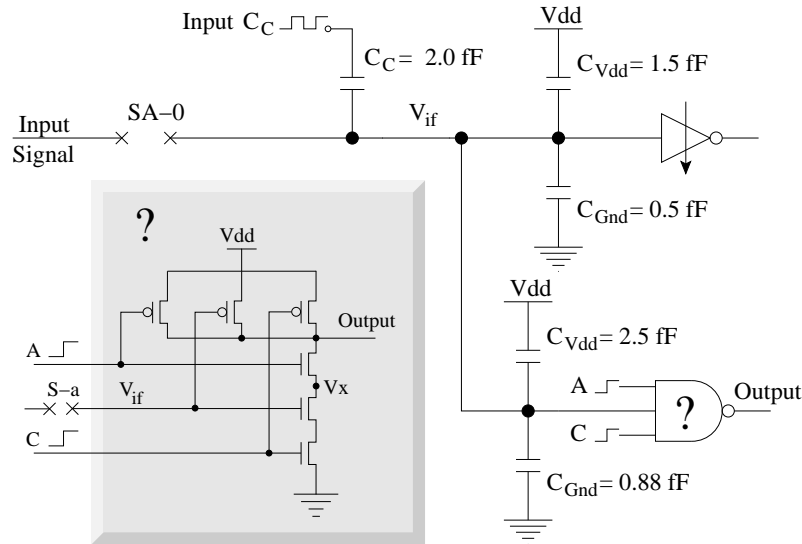 Input C_C
C_C = 2.0 fF
Vdd
C_Vdd = 1.5 fF
SA–0
V_if
Input
Signal
C_Gnd = 0.5 fF
?
Vdd
Vdd
C_Vdd = 2.5 fF
Output
A
S–a
V_if
Vx
C
A
?
Output
C
C_Gnd = 0.88 fF